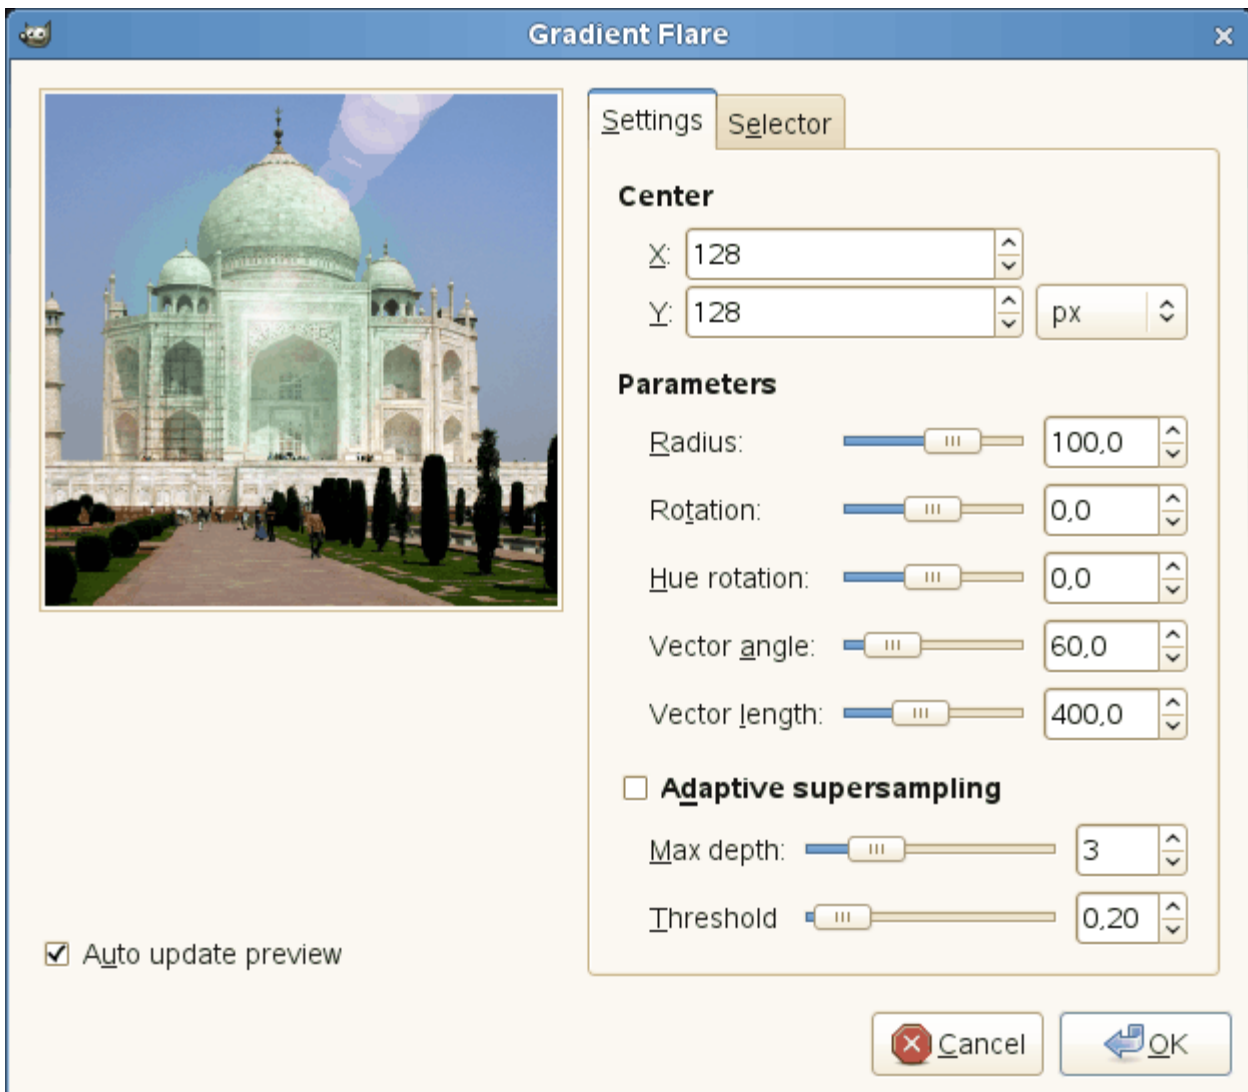 Gradient Flare
Settings Selector
Center
X: 128
Y: 128 px
Parameters
Radius: 100,0
Rotation: 0,0
Hue rotation: 0,0
Vector angle: 60,0
Vector length: 400,0
Adaptive supersampling
Max depth: 3
Threshold 0,20
Auto update preview
Cancel OK